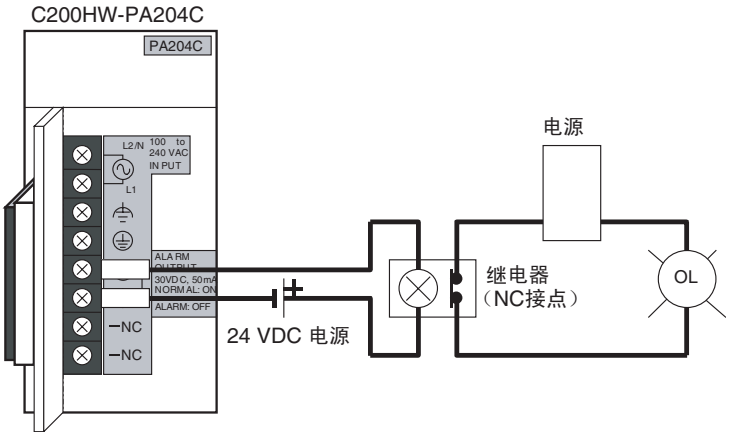 C200HW-PA204C
PA204C
L2/N
100 to
240 VAC
INPUT
L1
ALARM
OUTPUT
30VDC, 50mA
NORMAL: ON
ALARM: OFF
NC
NC
24 VDC 电源
电源
继电器
（NC接点）
OL